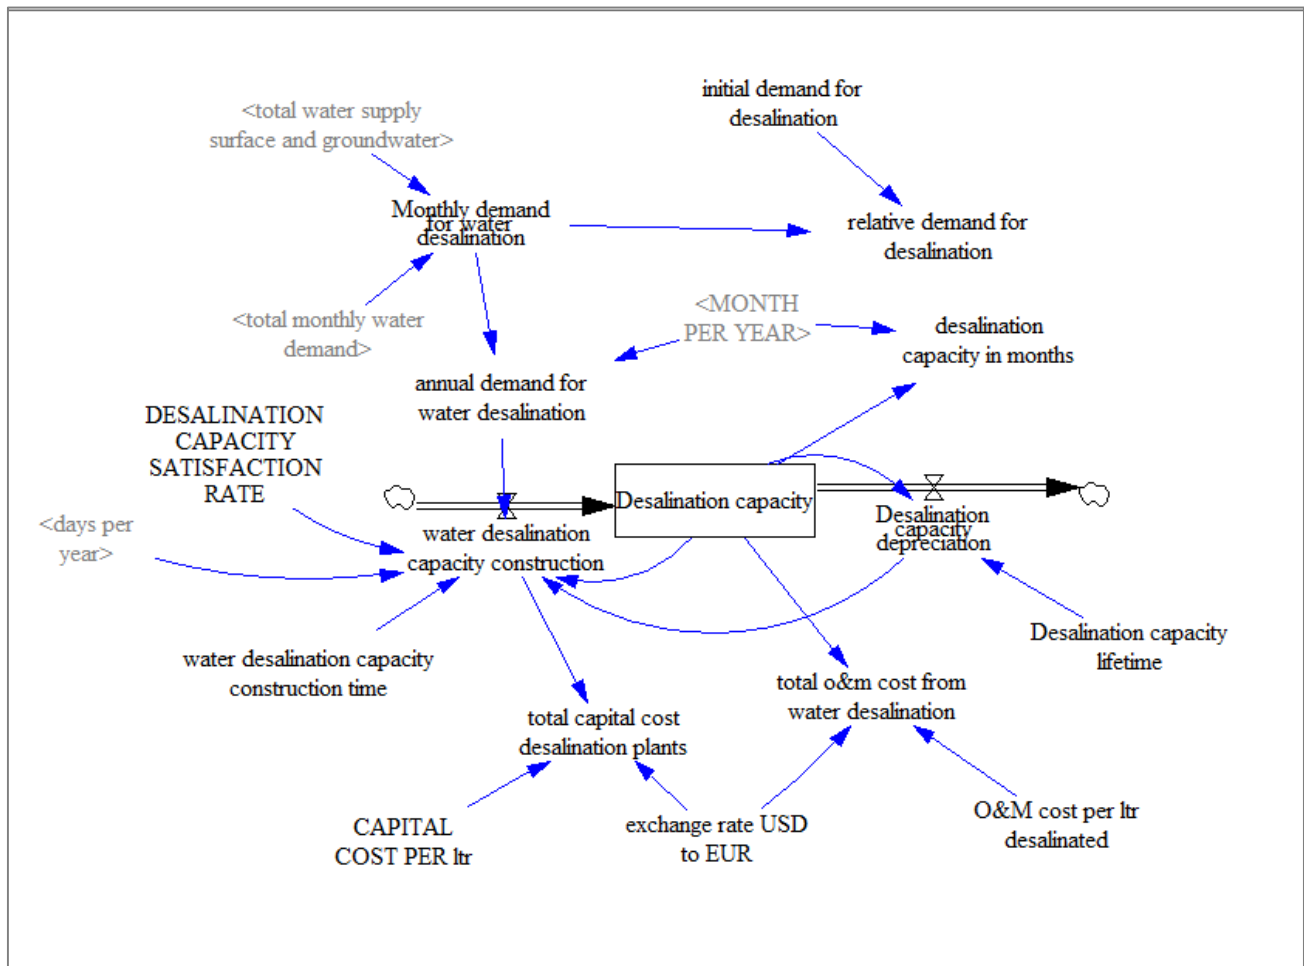 initial demand for
desalination
<total water supply
surface and groundwater>
Monthly demand
for water
desalination
relative demand for
desalination
<total monthly water
demand>
<MONTH
PER YEAR>
desalination
capacity in months
annual demand for
water desalination
DESALINATION
CAPACITY
SATISFACTION
RATE
Desalination capacity
<days per
year>
water desalination
capacity construction
Desalination
capacity
depreciation
water desalination capacity
construction time
Desalination capacity
lifetime
total o&m cost from
water desalination
total capital cost
desalination plants
CAPITAL
COST PER ltr
exchange rate USD
to EUR
O&M cost per ltr
desalinated